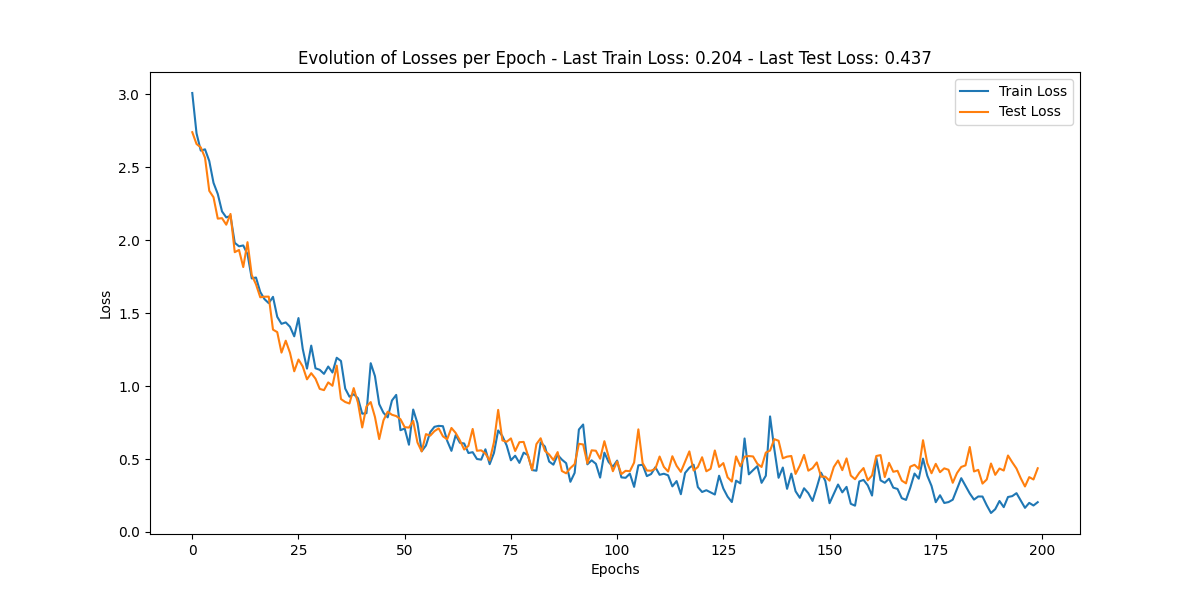 Evolution of Losses per Epoch - Last Train Loss: 0.204 - Last Test Loss: 0.437
Train Loss
Test Loss
3.0
2.5
2.0
1.5
1.0
0.5
0.0
Loss
0 25 50 75 100 125 150 175 200
Epochs